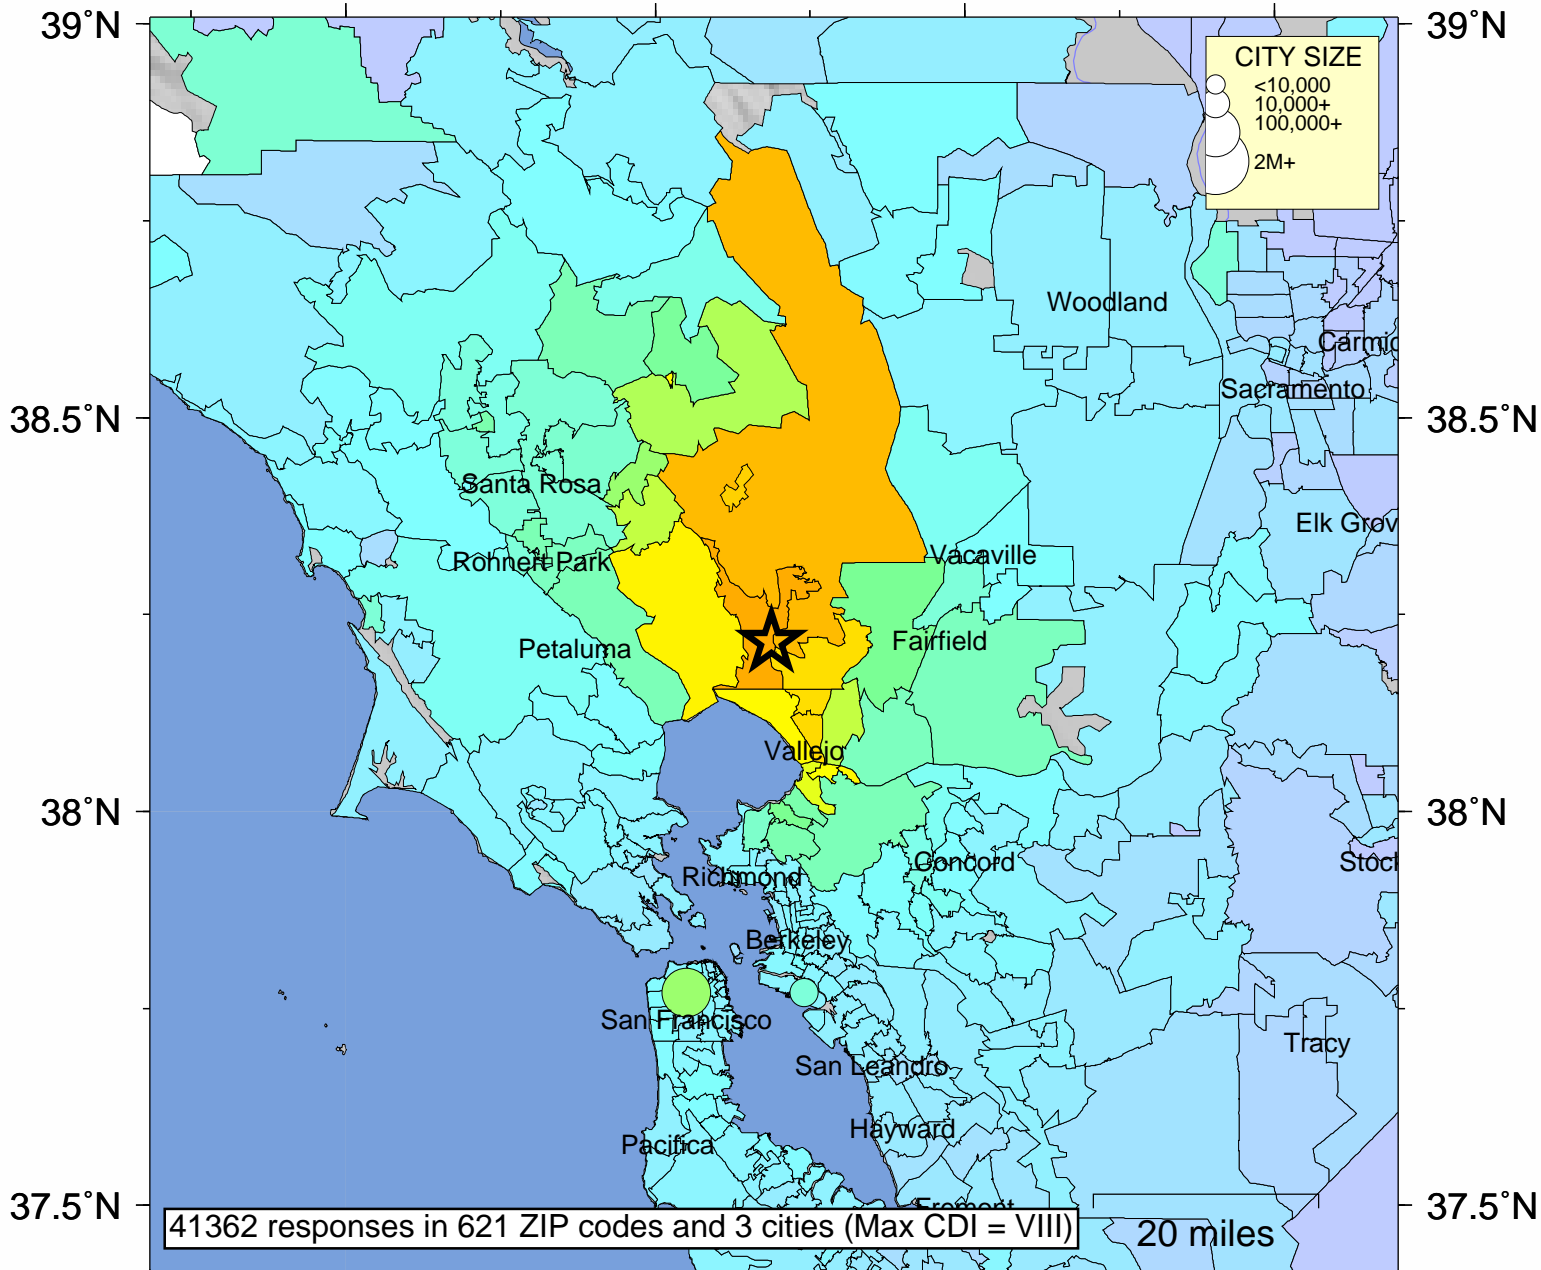 39°N
39°N
CITY SIZE
<10,000
10,000+
100,000+
2M+
Woodland
Carmic
Sacramento
38.5°N
38.5°N
Santa Rosa
Elk Grov
Rohnert Park
Vacaville
Petaluma
Fairfield
Vallejo
38°N
38°N
Concord
Stock
Richmond
Berkeley
San Francisco
Tracy
San Leandro
Hayward
Pacifica
37.5°N
Fremont
37.5°N
41362 responses in 621 ZIP codes and 3 cities (Max CDI = VIII)
20 miles